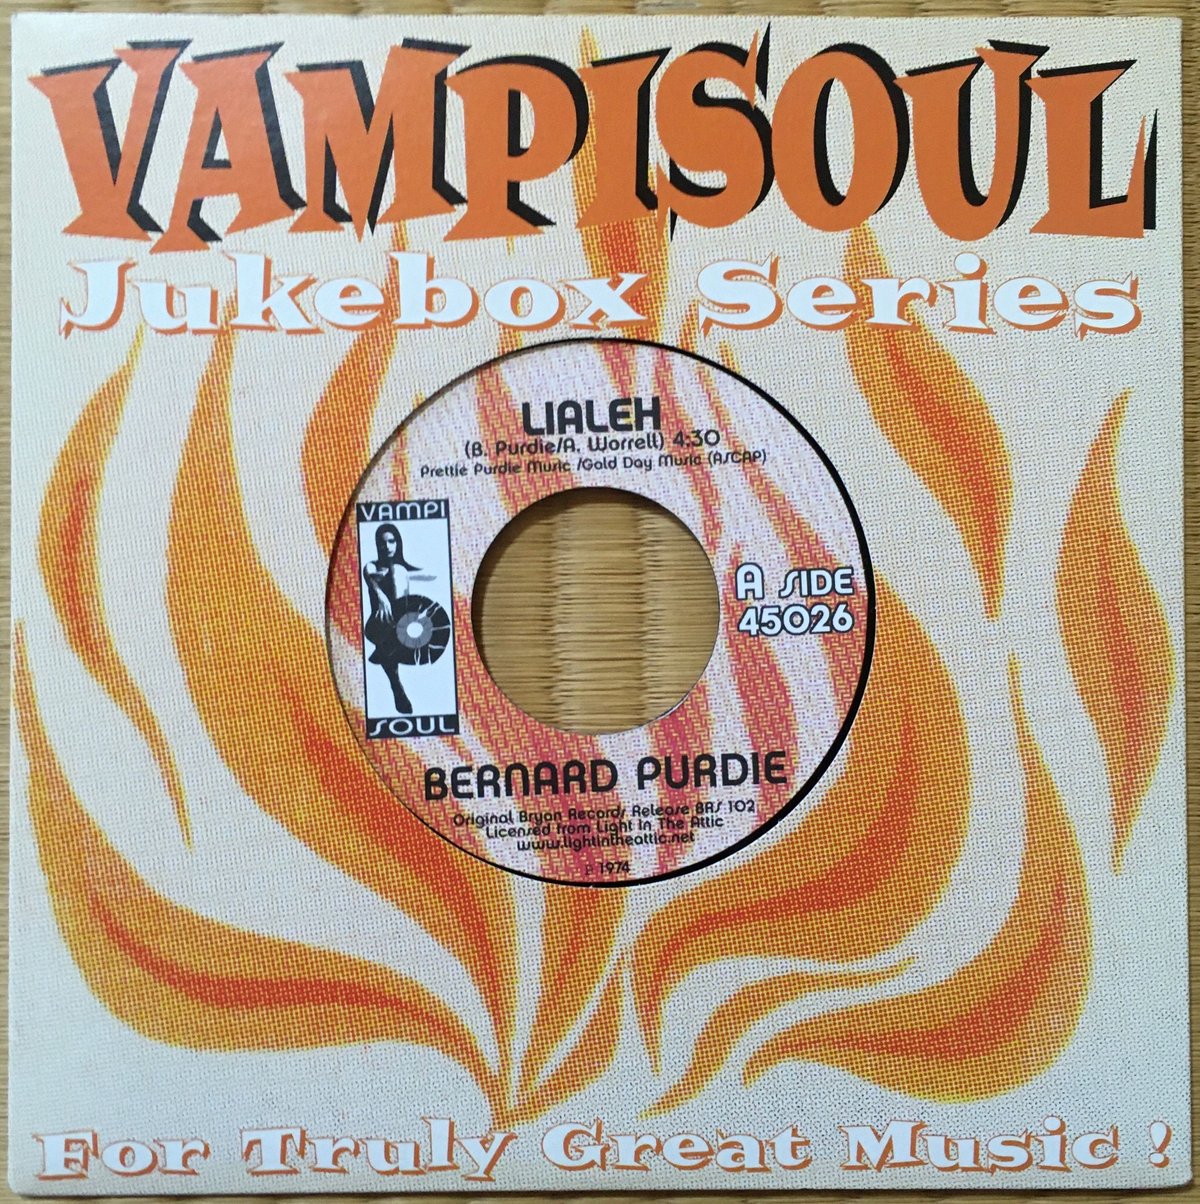 VAMPISOUL
Jukebox Series
LIALEH
(B. Purdie/A. Worrell) 4:30
Prettie Purdie Music /Gold Day Music (ASCAP)
VAMPI
SOUL
A SIDE
45026
BERNARD PURDIE
Original Bryan Records Release BRS 102
Licensed from Light In The Attic
www.lightintheattic.net
℗ 1974
For Truly Great Music !